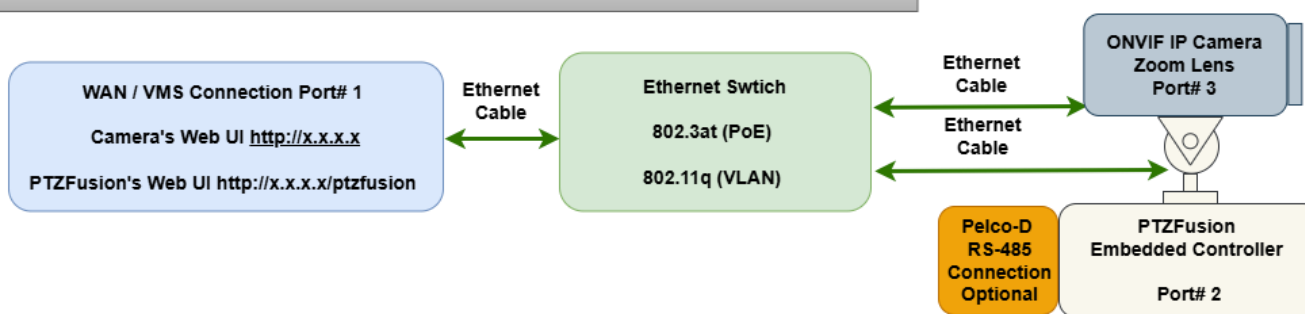 WAN / VMS Connection Port# 1
Camera's Web UI http://x.x.x.x
PTZFusion's Web UI http://x.x.x.x/ptzfusion
Ethernet
Cable
Ethernet Swtich
802.3at (PoE)
802.11q (VLAN)
Ethernet
Cable
Ethernet
Cable
ONVIF IP Camera
Zoom Lens
Port# 3
Pelco-D
RS-485
Connection
Optional
PTZFusion
Embedded Controller
Port# 2